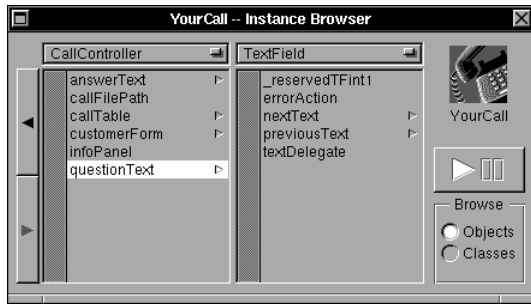 YourCall -- Instance Browser
CallController
answerText
callFilePath
callTable
customerForm
infoPanel
questionText
TextField
_reservedTFint1
errorAction
nextText
previousText
textDelegate
YourCall
Browse
Objects
Classes